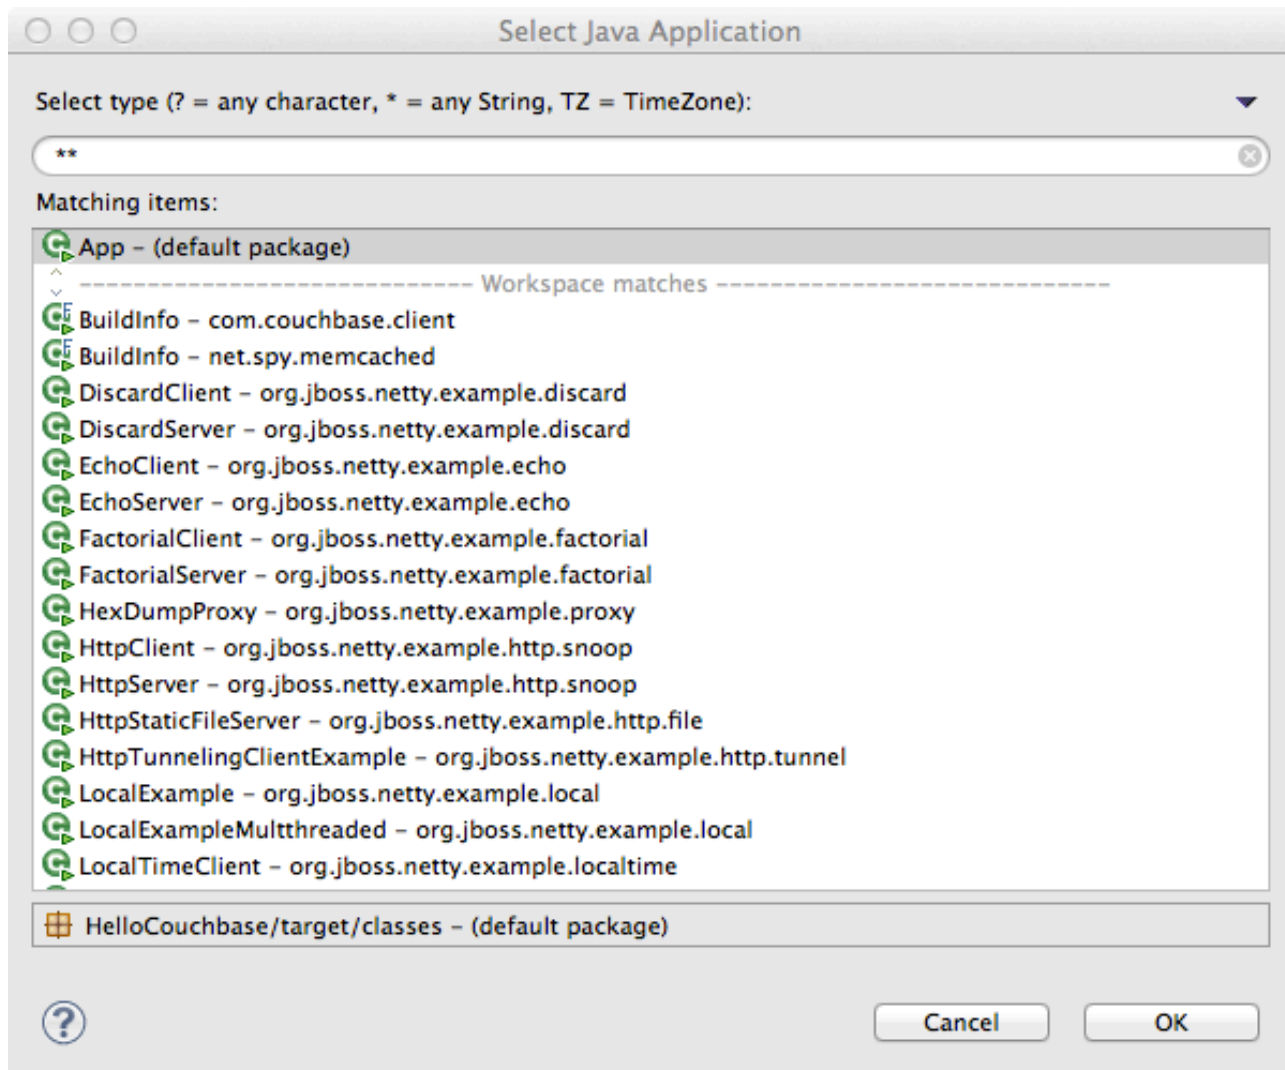 Select Java Application
Select type (? = any character, * = any String, TZ = TimeZone):
**
Matching items:
App – (default package)
----------------------------- Workspace matches -----------------------------
BuildInfo – com.couchbase.client
BuildInfo – net.spy.memcached
DiscardClient – org.jboss.netty.example.discard
DiscardServer – org.jboss.netty.example.discard
EchoClient – org.jboss.netty.example.echo
EchoServer – org.jboss.netty.example.echo
FactorialClient – org.jboss.netty.example.factorial
FactorialServer – org.jboss.netty.example.factorial
HexDumpProxy – org.jboss.netty.example.proxy
HttpClient – org.jboss.netty.example.http.snoop
HttpServer – org.jboss.netty.example.http.snoop
HttpStaticFileServer – org.jboss.netty.example.http.file
HttpTunnelingClientExample – org.jboss.netty.example.http.tunnel
LocalExample – org.jboss.netty.example.local
LocalExampleMultthreaded – org.jboss.netty.example.local
LocalTimeClient – org.jboss.netty.example.localtime
HelloCouchbase/target/classes – (default package)
? Cancel OK